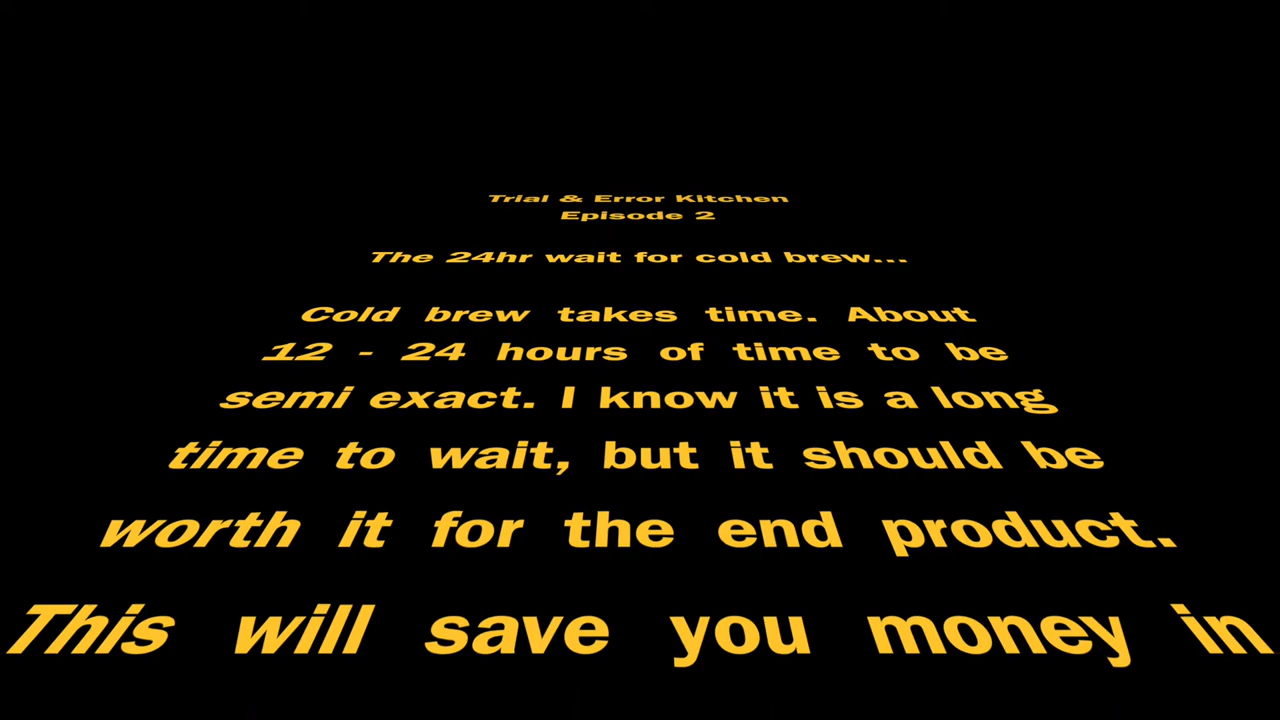 Trial & Error Kitchen
Episode 2
The 24hr wait for cold brew...
Cold brew takes time. About
12 - 24 hours of time to be
semi exact. I know it is a long
time to wait, but it should be
worth it for the end product.
This will save you money in